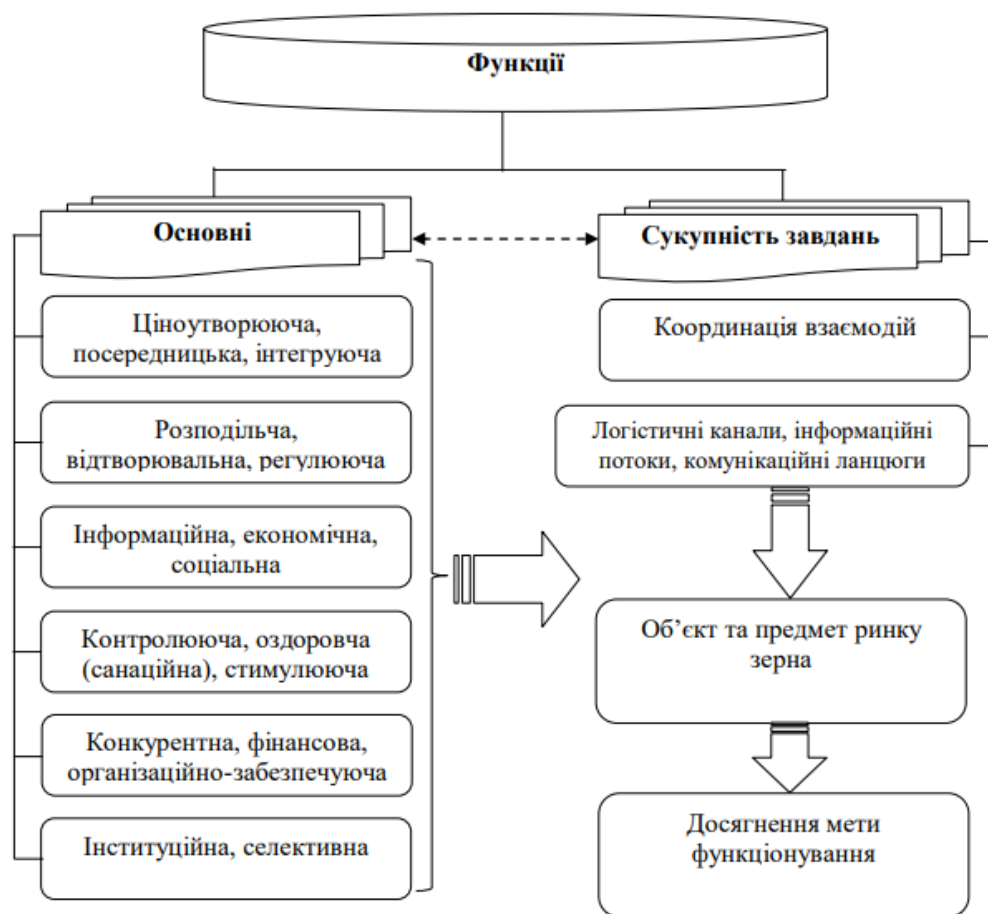 Функції
Основні
Ціноутворююча,
посередницька, інтегруюча
Розподільча,
відтворювальна, регулююча
Інформаційна, економічна,
соціальна
Контролююча, оздоровча
(санаційна), стимулююча
Конкурентна, фінансова,
організаційно-забезпечуюча
Інституційна, селективна
Сукупність завдань
Координація взаємодій
Логістичні канали, інформаційні
потоки, комунікаційні ланцюги
Об’єкт та предмет ринку
зерна
Досягнення мети
функціонування